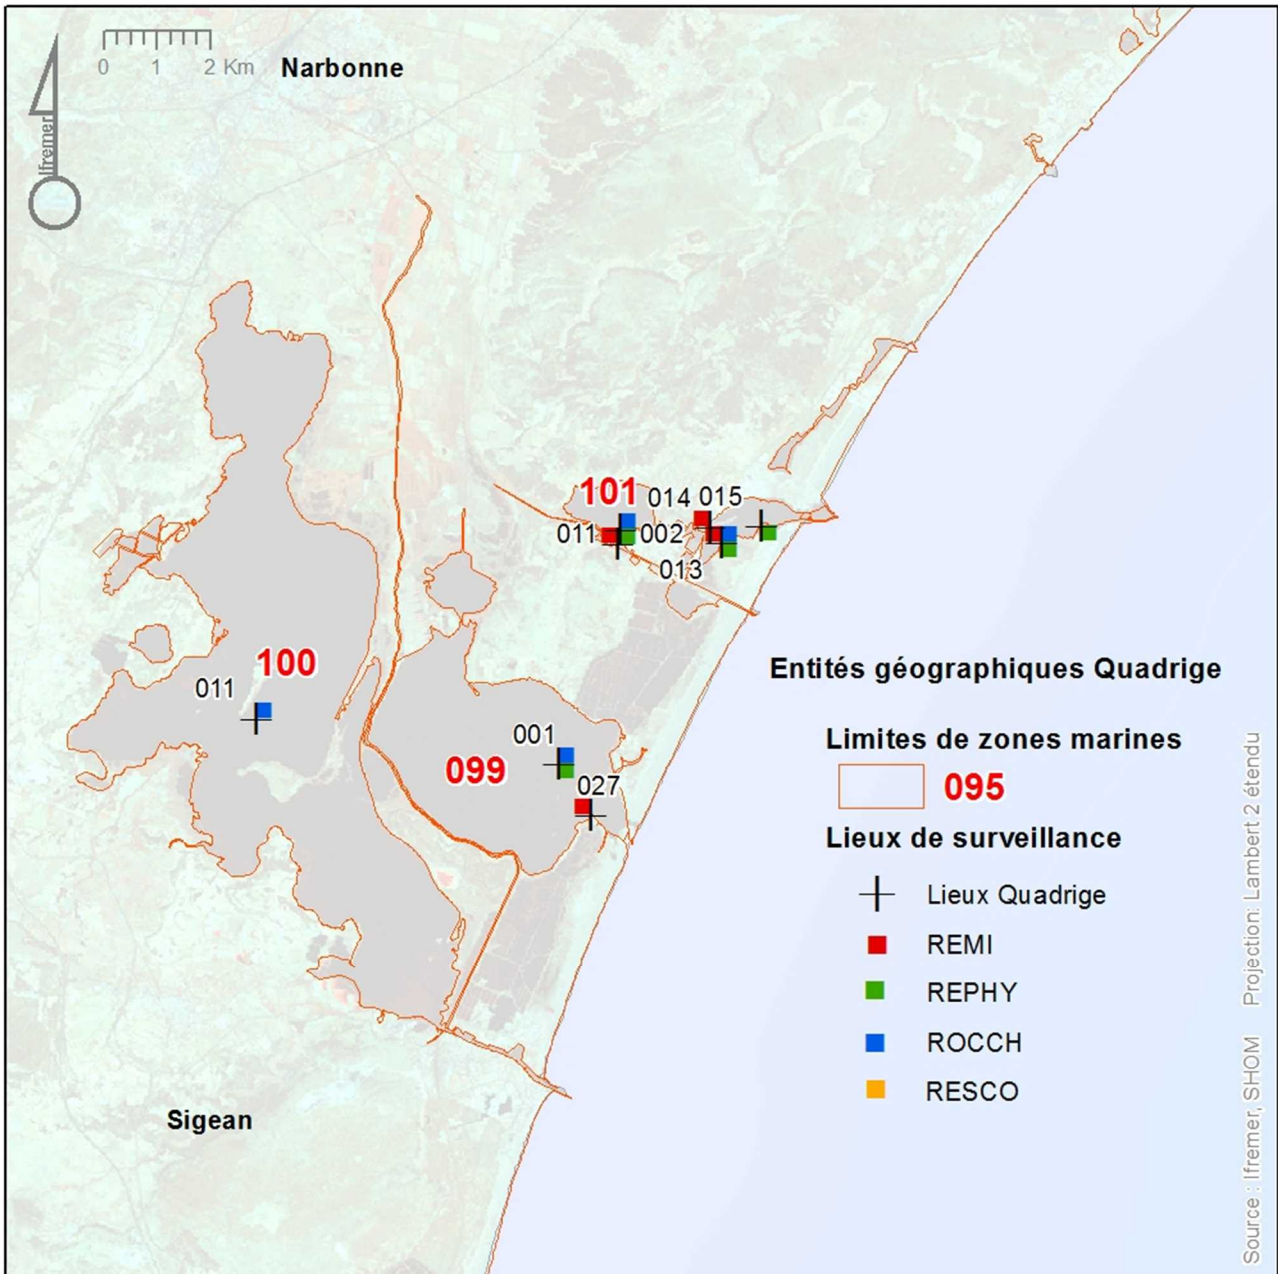 0 1 2 Km
Narbonne
Ifremer
101
014
015
011
002
013
100
011
001
099
027
Entités géographiques Quadrige
Limites de zones marines
095
Lieux de surveillance
Lieux Quadrige
REMI
REPHY
ROCCH
RESCO
Sigean
Source : Ifremer, SHOM Projection: Lambert 2 étendu